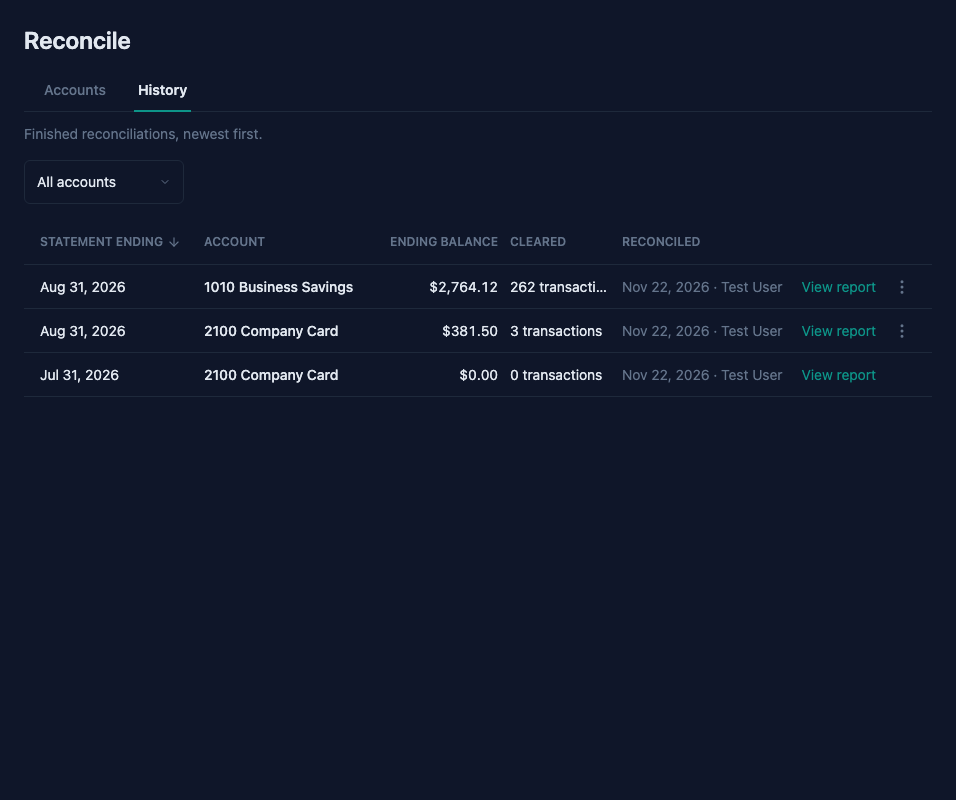 Reconcile
Accounts History
Finished reconciliations, newest first.
All accounts
STATEMENT ENDING ↓ ACCOUNT ENDING BALANCE CLEARED RECONCILED
Aug 31, 2026 1010 Business Savings $2,764.12 262 transacti... Nov 22, 2026 · Test User View report
Aug 31, 2026 2100 Company Card $381.50 3 transactions Nov 22, 2026 · Test User View report
Jul 31, 2026 2100 Company Card $0.00 0 transactions Nov 22, 2026 · Test User View report